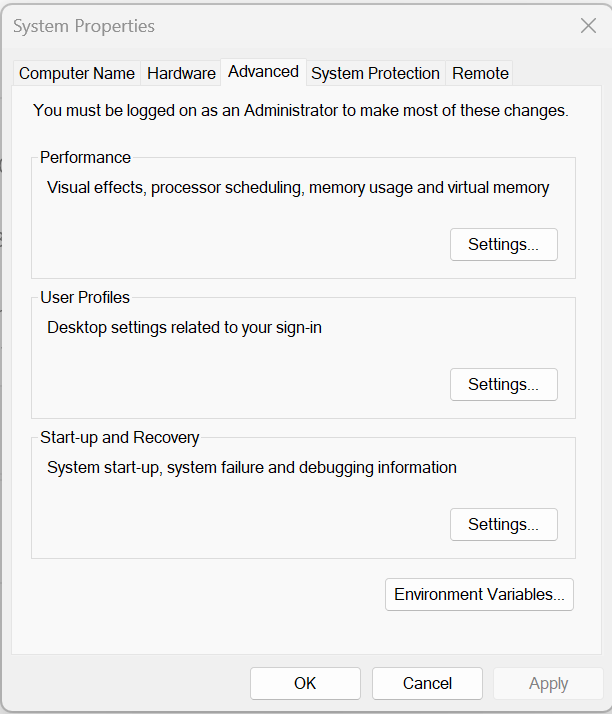 System Properties
Computer Name Hardware Advanced System Protection Remote
You must be logged on as an Administrator to make most of these changes.
Performance
Visual effects, processor scheduling, memory usage and virtual memory
Settings...
User Profiles
Desktop settings related to your sign-in
Settings...
Start-up and Recovery
System start-up, system failure and debugging information
Settings...
Environment Variables...
OK Cancel Apply